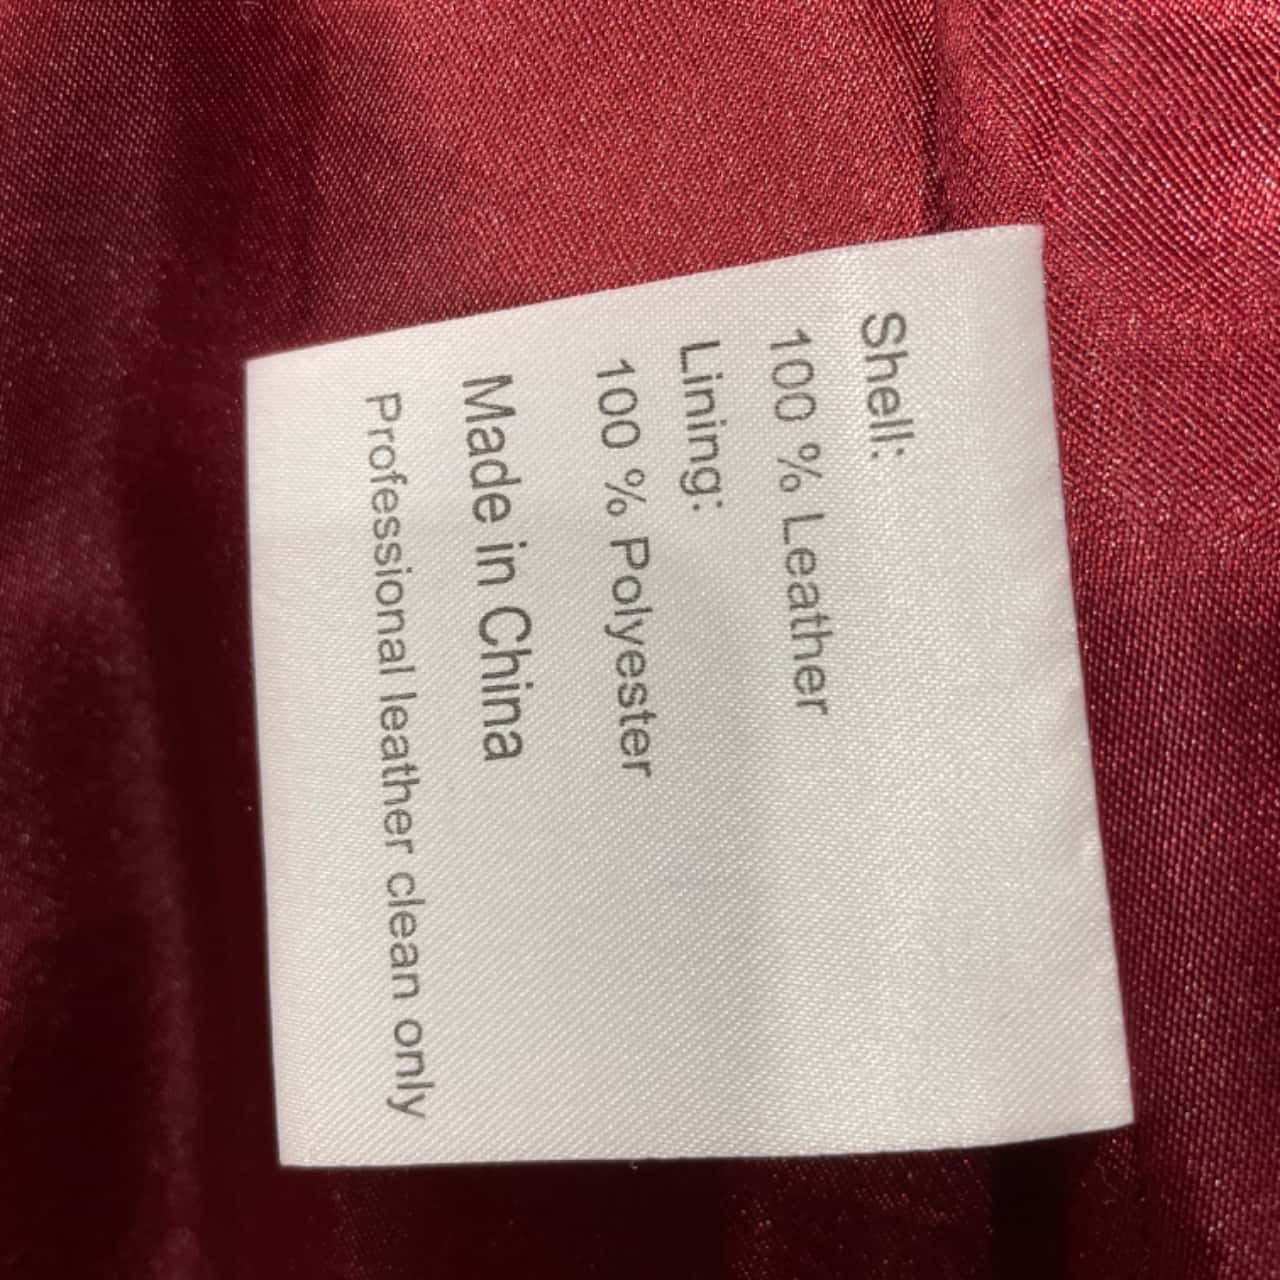 Shell:
100 % Leather
Lining:
100 % Polyester
Made in China
Professional leather clean only